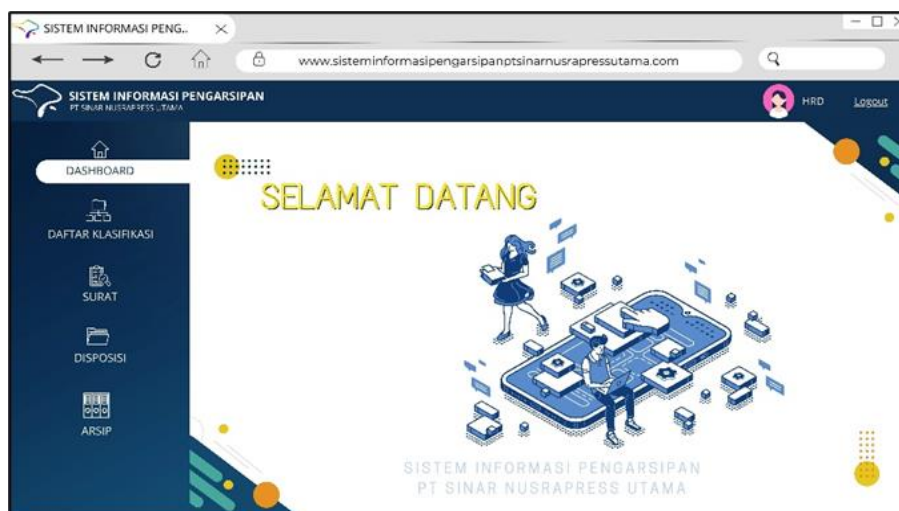 SISTEM INFORMASI PENG..
www.sisteminformasipengarsipanptsinarnusrapressutama.com
SISTEM INFORMASI PENGARSIPAN
PT SINAR NUSRAPRESS UTAMA
HRD
Logout
DASHBOARD
DAFTAR KLASIFIKASI
SURAT
DISPOSISI
ARSIP
SELAMAT DATANG
SISTEM INFORMASI PENGARSIPAN
PT SINAR NUSRAPRESS UTAMA